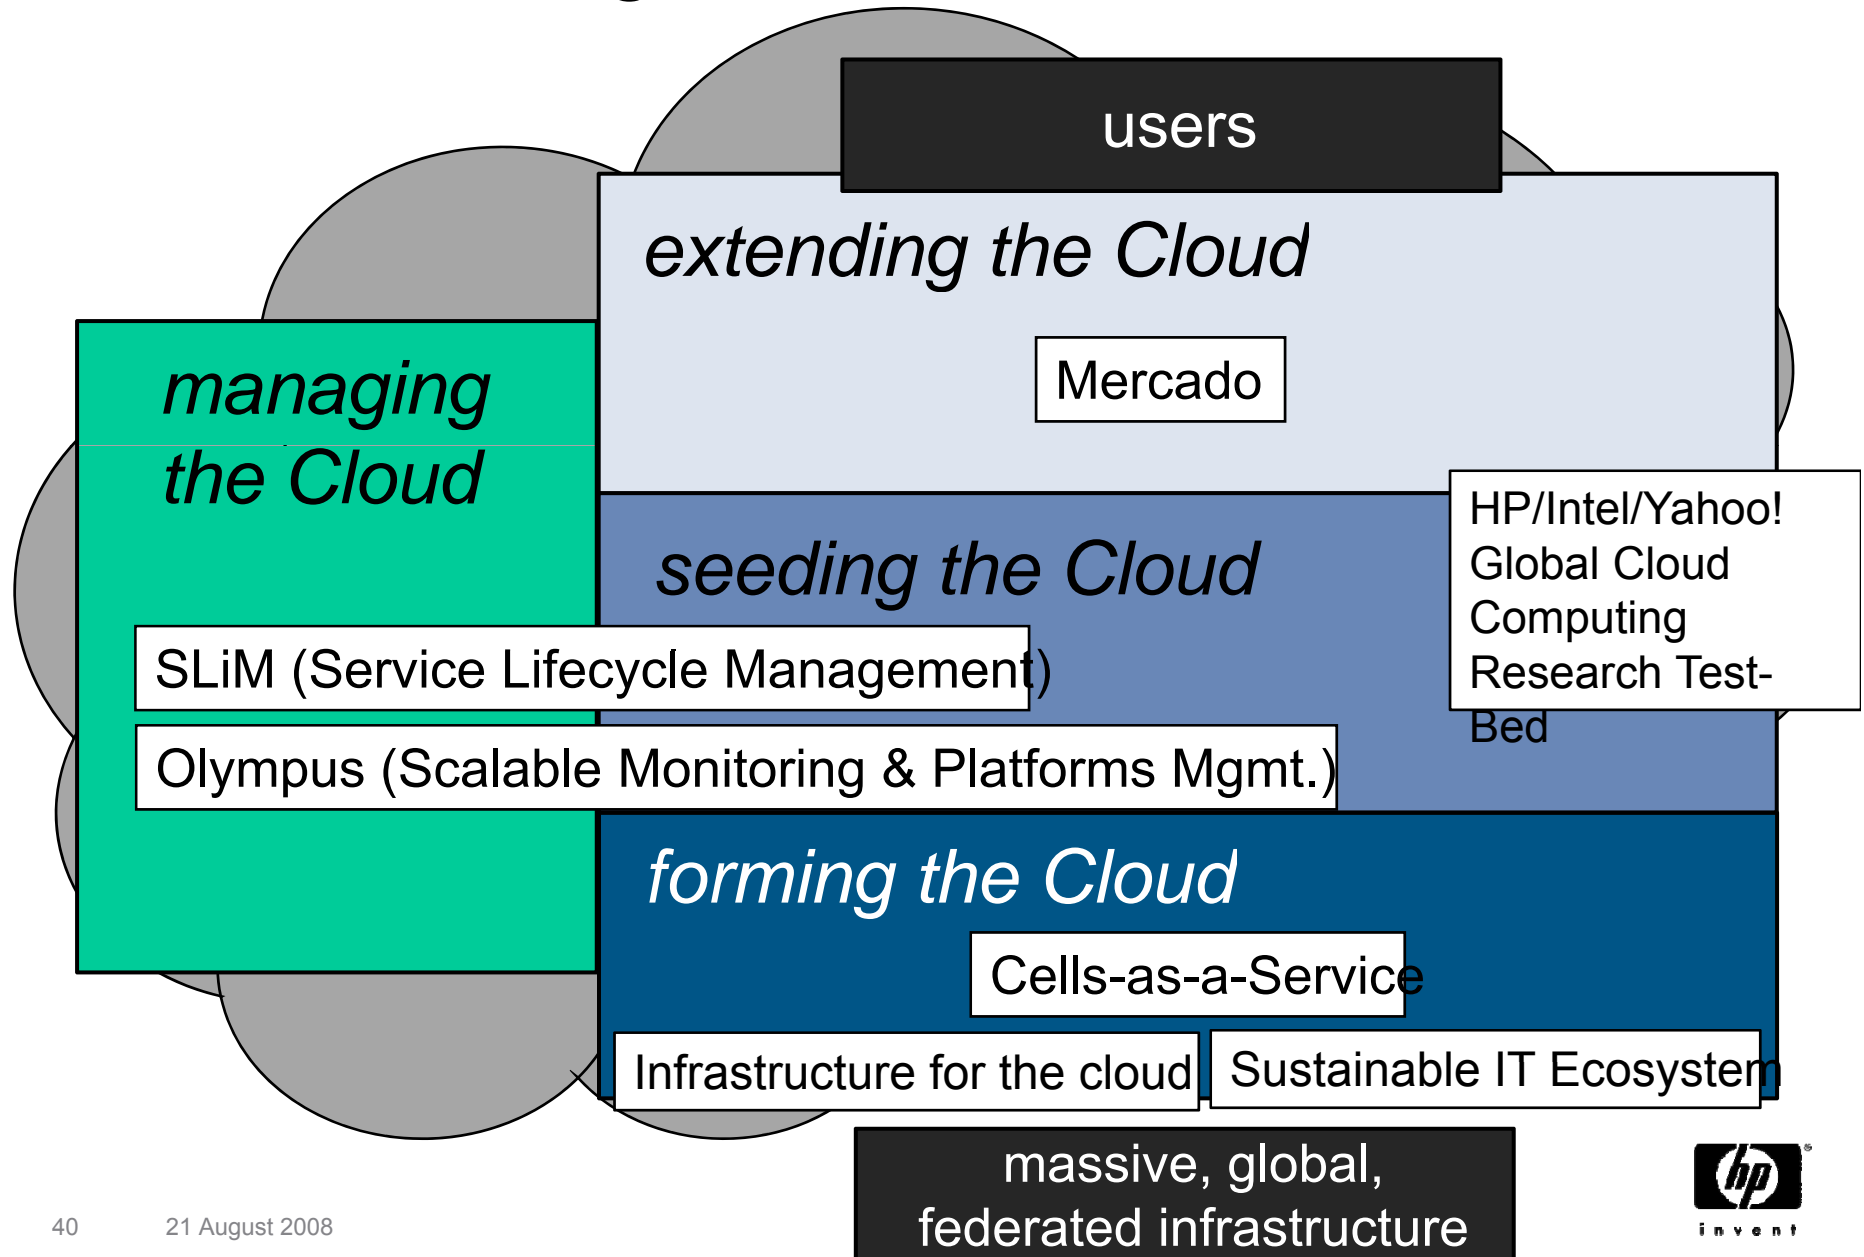 users
extending the Cloud
Mercado
managing
the Cloud
HP/Intel/Yahoo!
Global Cloud
Computing
Research Test-
Bed
seeding the Cloud
SLiM (Service Lifecycle Management)
Olympus (Scalable Monitoring & Platforms Mgmt.)
forming the Cloud
Cells-as-a-Service
Infrastructure for the cloud
Sustainable IT Ecosystem
massive, global,
federated infrastructure
40
21 August 2008
hp
invent